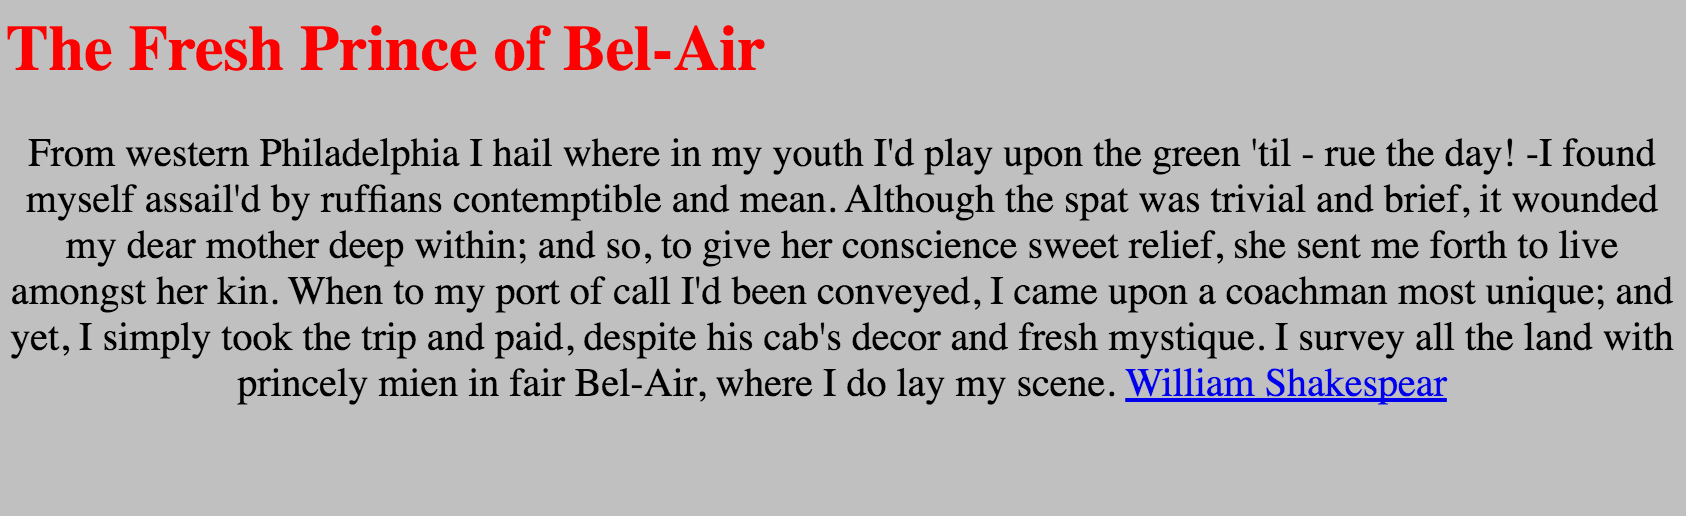 The Fresh Prince of Bel-Air
From western Philadelphia I hail where in my youth I'd play upon the green 'til - rue the day! -I found
myself assail'd by ruffians contemptible and mean. Although the spat was trivial and brief, it wounded
my dear mother deep within; and so, to give her conscience sweet relief, she sent me forth to live
amongst her kin. When to my port of call I'd been conveyed, I came upon a coachman most unique; and
yet, I simply took the trip and paid, despite his cab's decor and fresh mystique. I survey all the land with
princely mien in fair Bel-Air, where I do lay my scene. William Shakespear